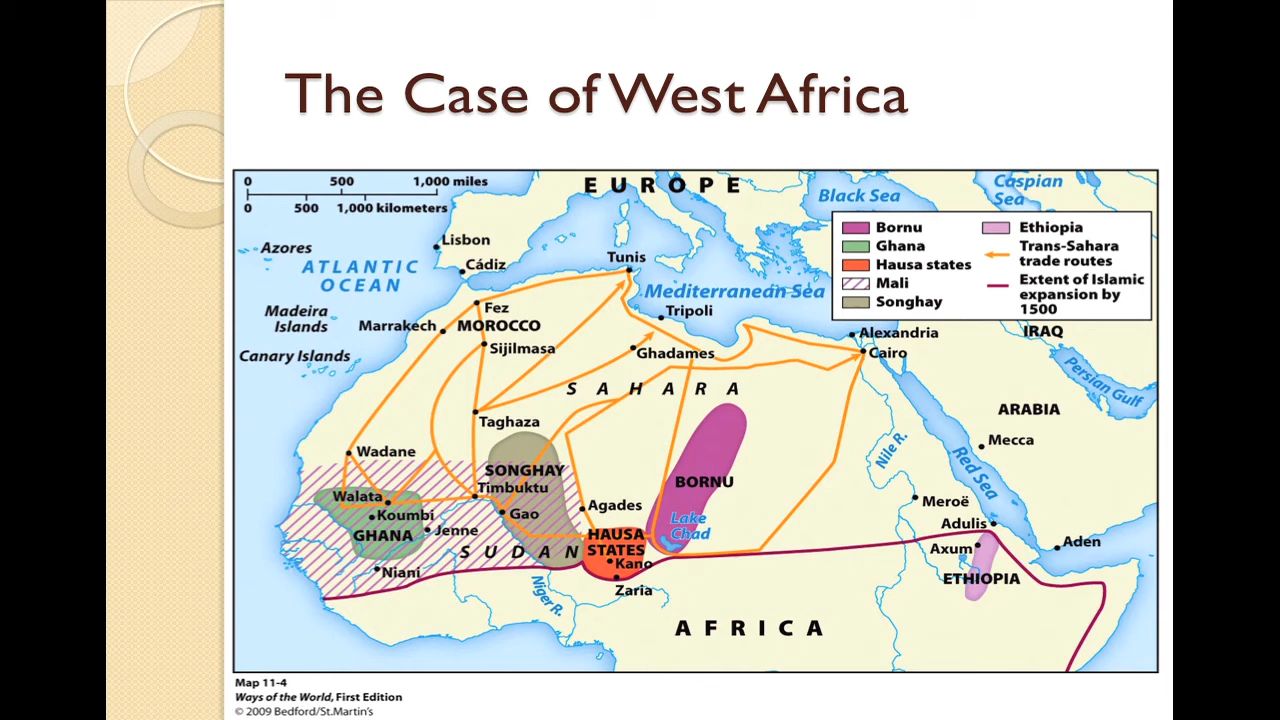 The Case of West Africa
0 500 1,000 miles
0 500 1,000 kilometers
EUROPE
Black Sea
Caspian
Sea
Bornu
Ghana
Hausa states
Mali
Songhay
Ethiopia
Trans-Sahara
trade routes
Extent of Islamic
expansion by
1500
Azores
Lisbon
Cádiz
ATLANTIC
OCEAN
Tunis
Mediterranean Sea
Madeira
Islands
Fez
Marrakech
MOROCCO
Tripoli
Canary Islands
Sijilmasa
Ghadames
Alexandria
Cairo
IRAQ
Persian Gulf
SAHARA
ARABIA
Taghaza
Mecca
Wadane
Nile R.
Red Sea
SONGHAY
BORNU
Walata
Timbuktu
Meroë
Koumbi
Gao
Agades
Lake
Chad
Adulis
GHANA
Jenne
HAUSA
STATES
SUDAN
Kano
Axum
Aden
Niani
Niger R.
Zaria
ETHIOPIA
AFRICA
Map 11-4
Ways of the World, First Edition
© 2009 Bedford/St.Martin's